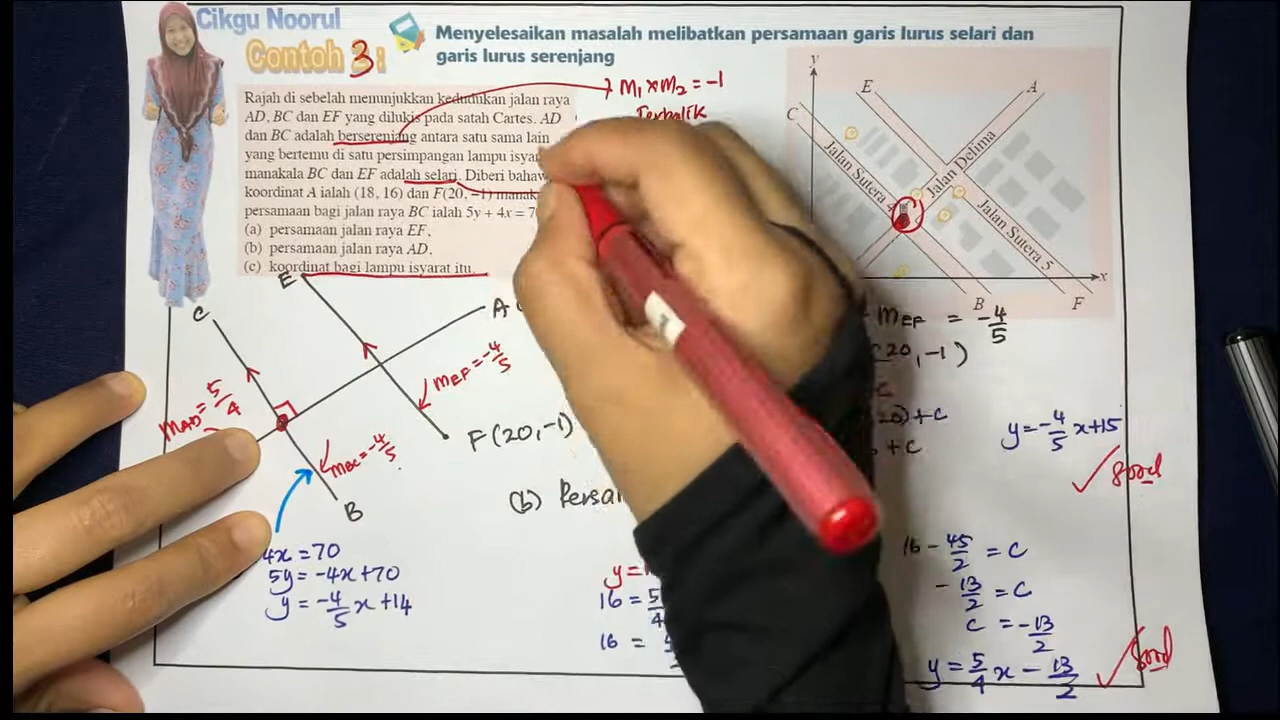 Cikgu Noorul
Contoh 3:
Menyelesaikan masalah melibatkan persamaan garis lurus selari dan
garis lurus serenjang
Rajah di sebelah menunjukkan kedudukan jalan raya
AD, BC dan EF yang dilukis pada satah Cartes. AD
dan BC adalah berserenjang antara satu sama lain
yang bertemu di satu persimpangan lampu
manakala BC dan EF adalah selari. Diberi
koordinat A ialah (18, 16) dan F(20, −1)
persamaan bagi jalan raya BC ialah 5y + 4x =
(a) persamaan jalan raya EF,
(b) persamaan jalan raya AD,
(c) koordinat bagi lampu isyarat itu.
M₁ × M₂ = −1
Terbalik
y
E
A
C
Jalan Sutera
Jalan Delima
Jalan Sutera 5
x
B
F
E
C
A
MAD = 5/4
MEF = −4/5
MBC = −4/5
F(20, −1)
B
4x = 70
5y = −4x + 70
y = −4/5 x + 14
(b)
MEF = −4/5
20, −1)
c
) + c
+ c
y = −4/5 x + 15
good
y =
16 = 5/4
16 =
16 − 45/2 = c
−13/2 = c
c = −13/2
y = 5/4 x − 13/2
good